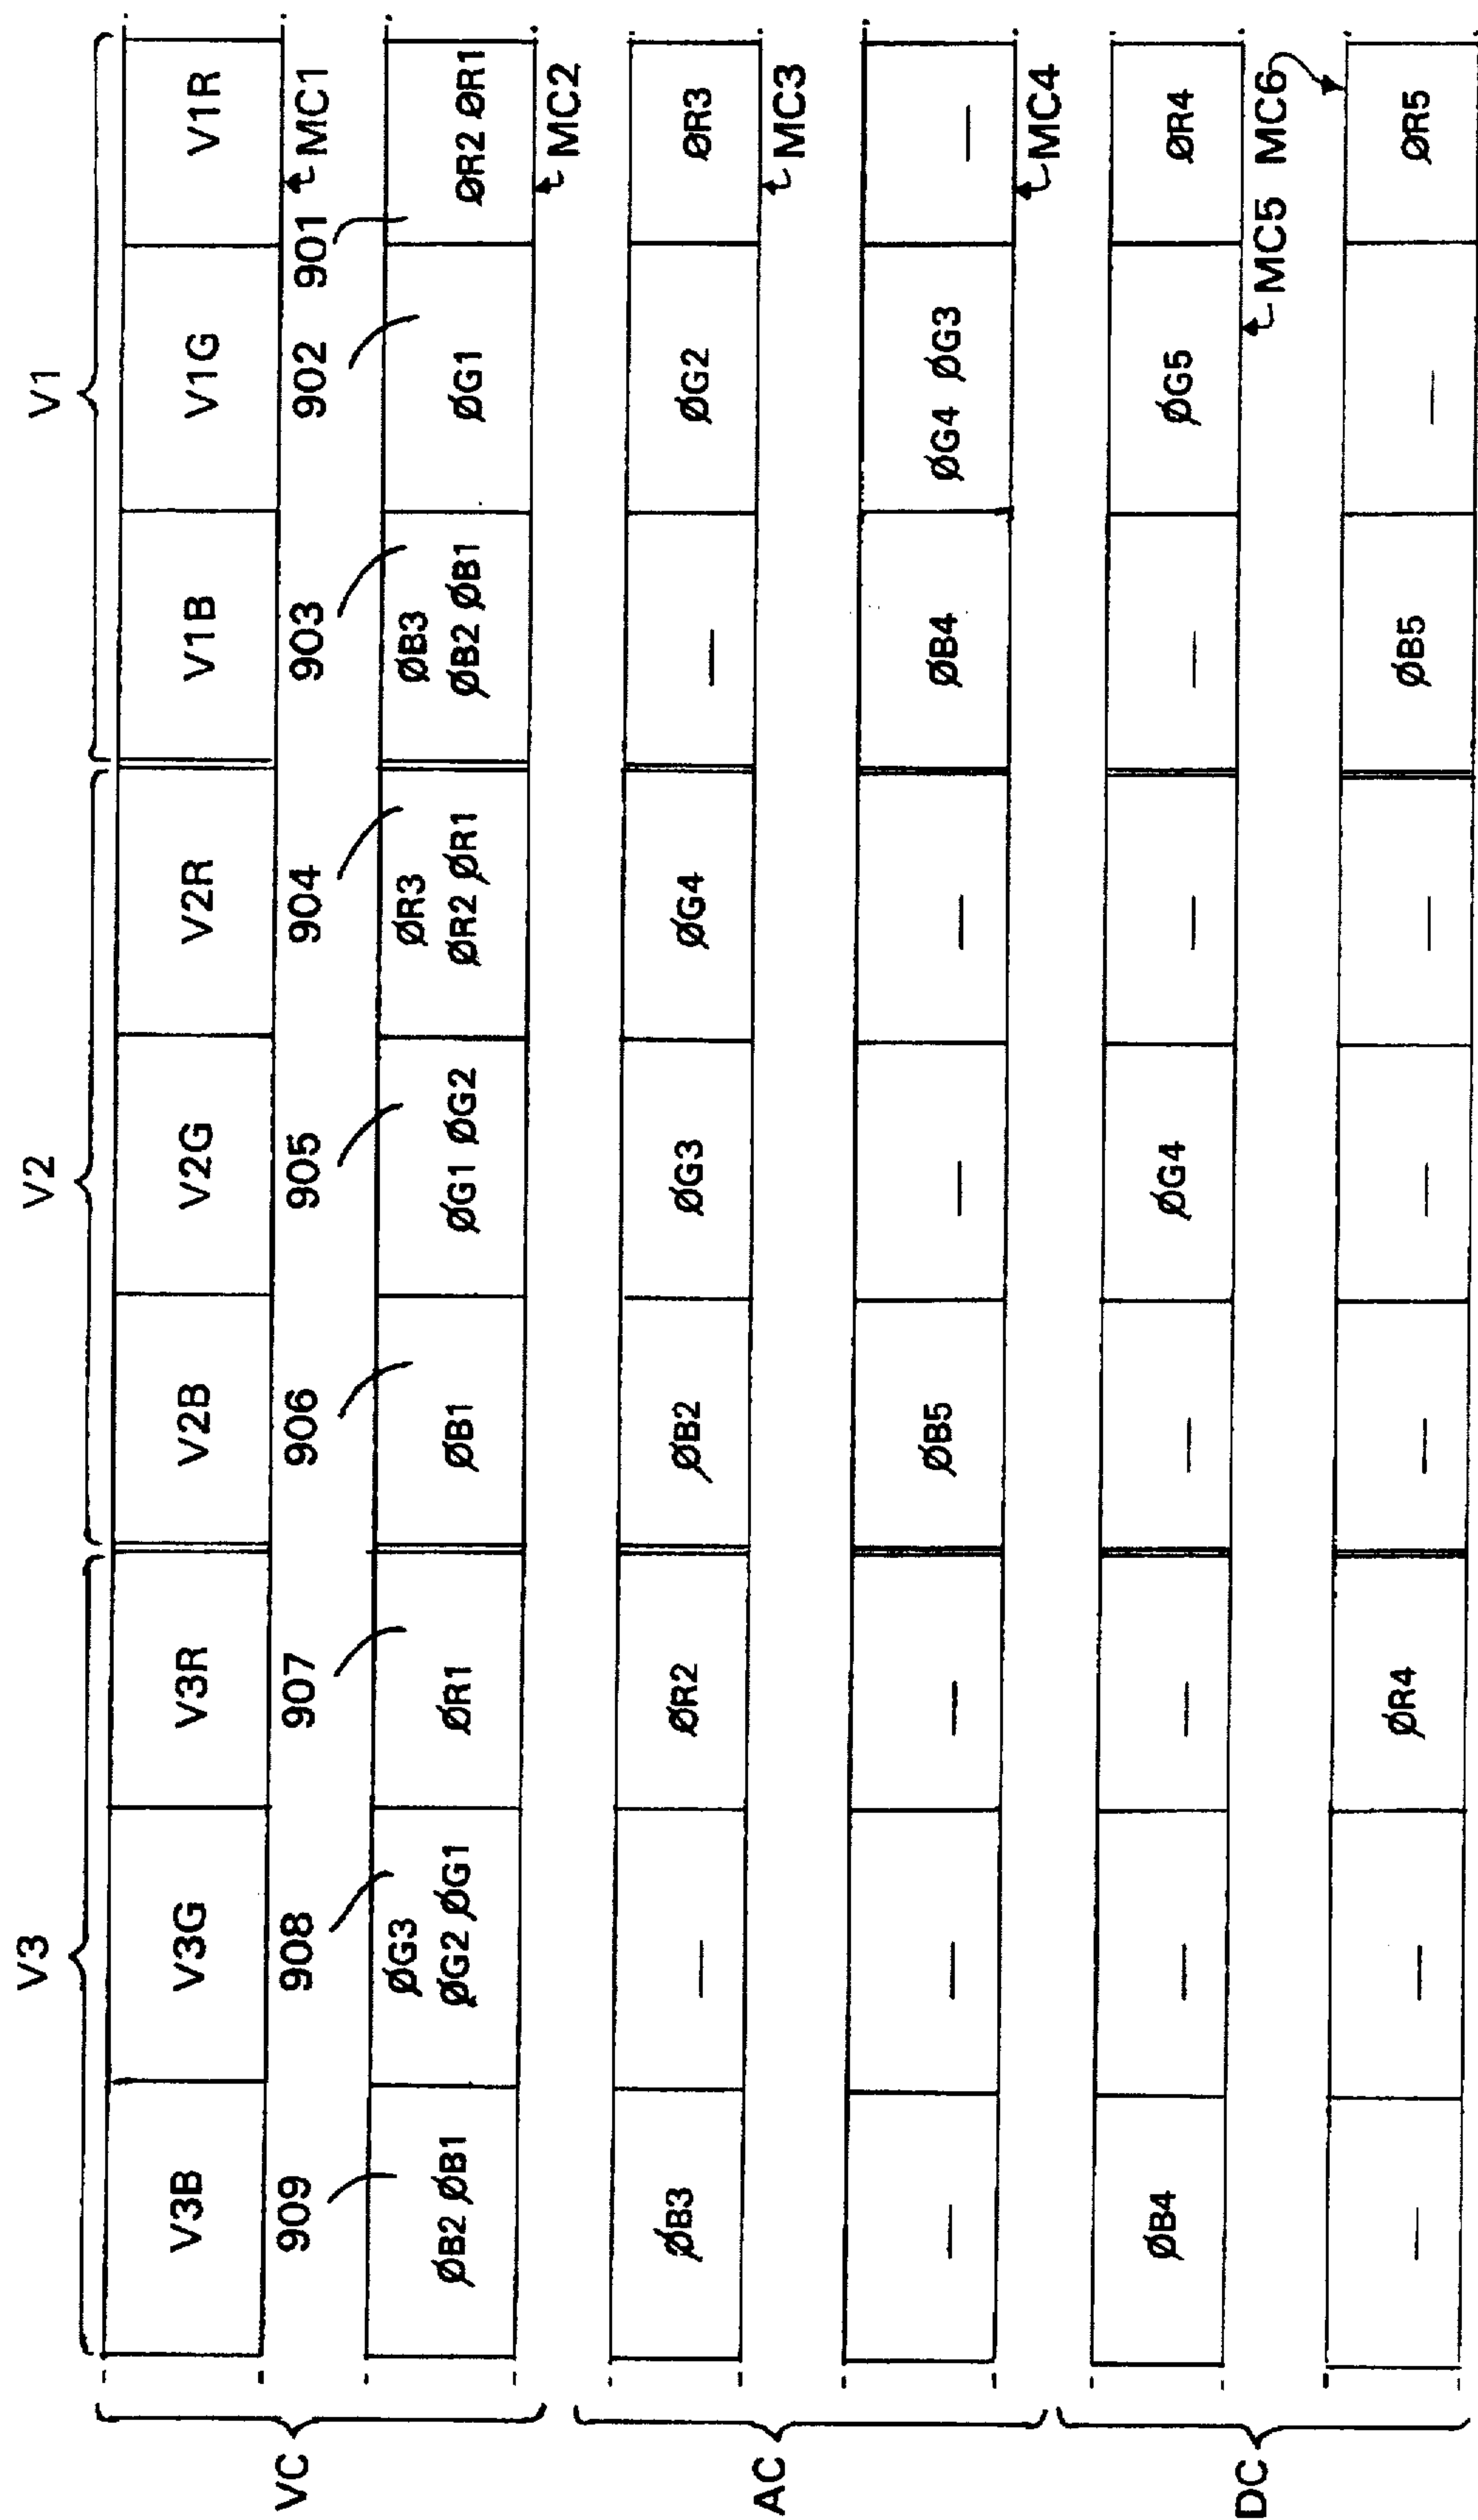 V3 V2 V1
VC V3B V3G V3R V2B V2G V2R V1B V1G V1R
909 908 907 906 905 904 903 902 901 MC1
ØG3 ØR3 ØB3
ØB2 ØB1 ØG2 ØG1 ØR1 ØB1 ØG1 ØG2 ØR2 ØR1 ØB2 ØB1 ØG1 ØR2 ØR1
MC2
ØB3 — ØR2 ØB2 ØG3 ØG4 — ØG2 ØR3
AC MC3
— — — ØB5 — — ØB4 ØG4 ØG3 —
MC4
ØB4 — — — ØG4 — — ØG5 ØR4
DC MC5 MC6
— — ØR4 — — — ØB5 — ØR5